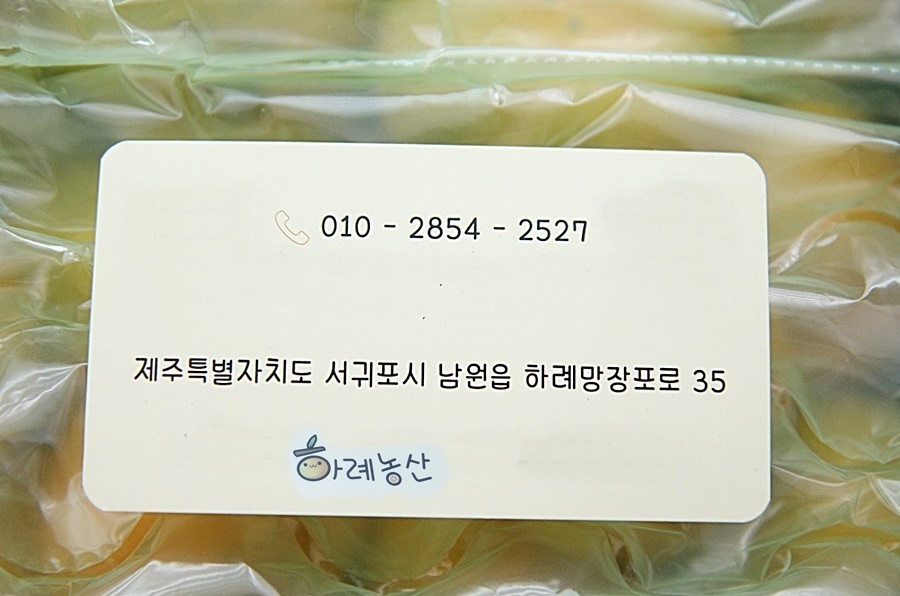 010 - 2854 - 2527
제주특별자치도 서귀포시 남원읍 하례망장포로 35
하례농산